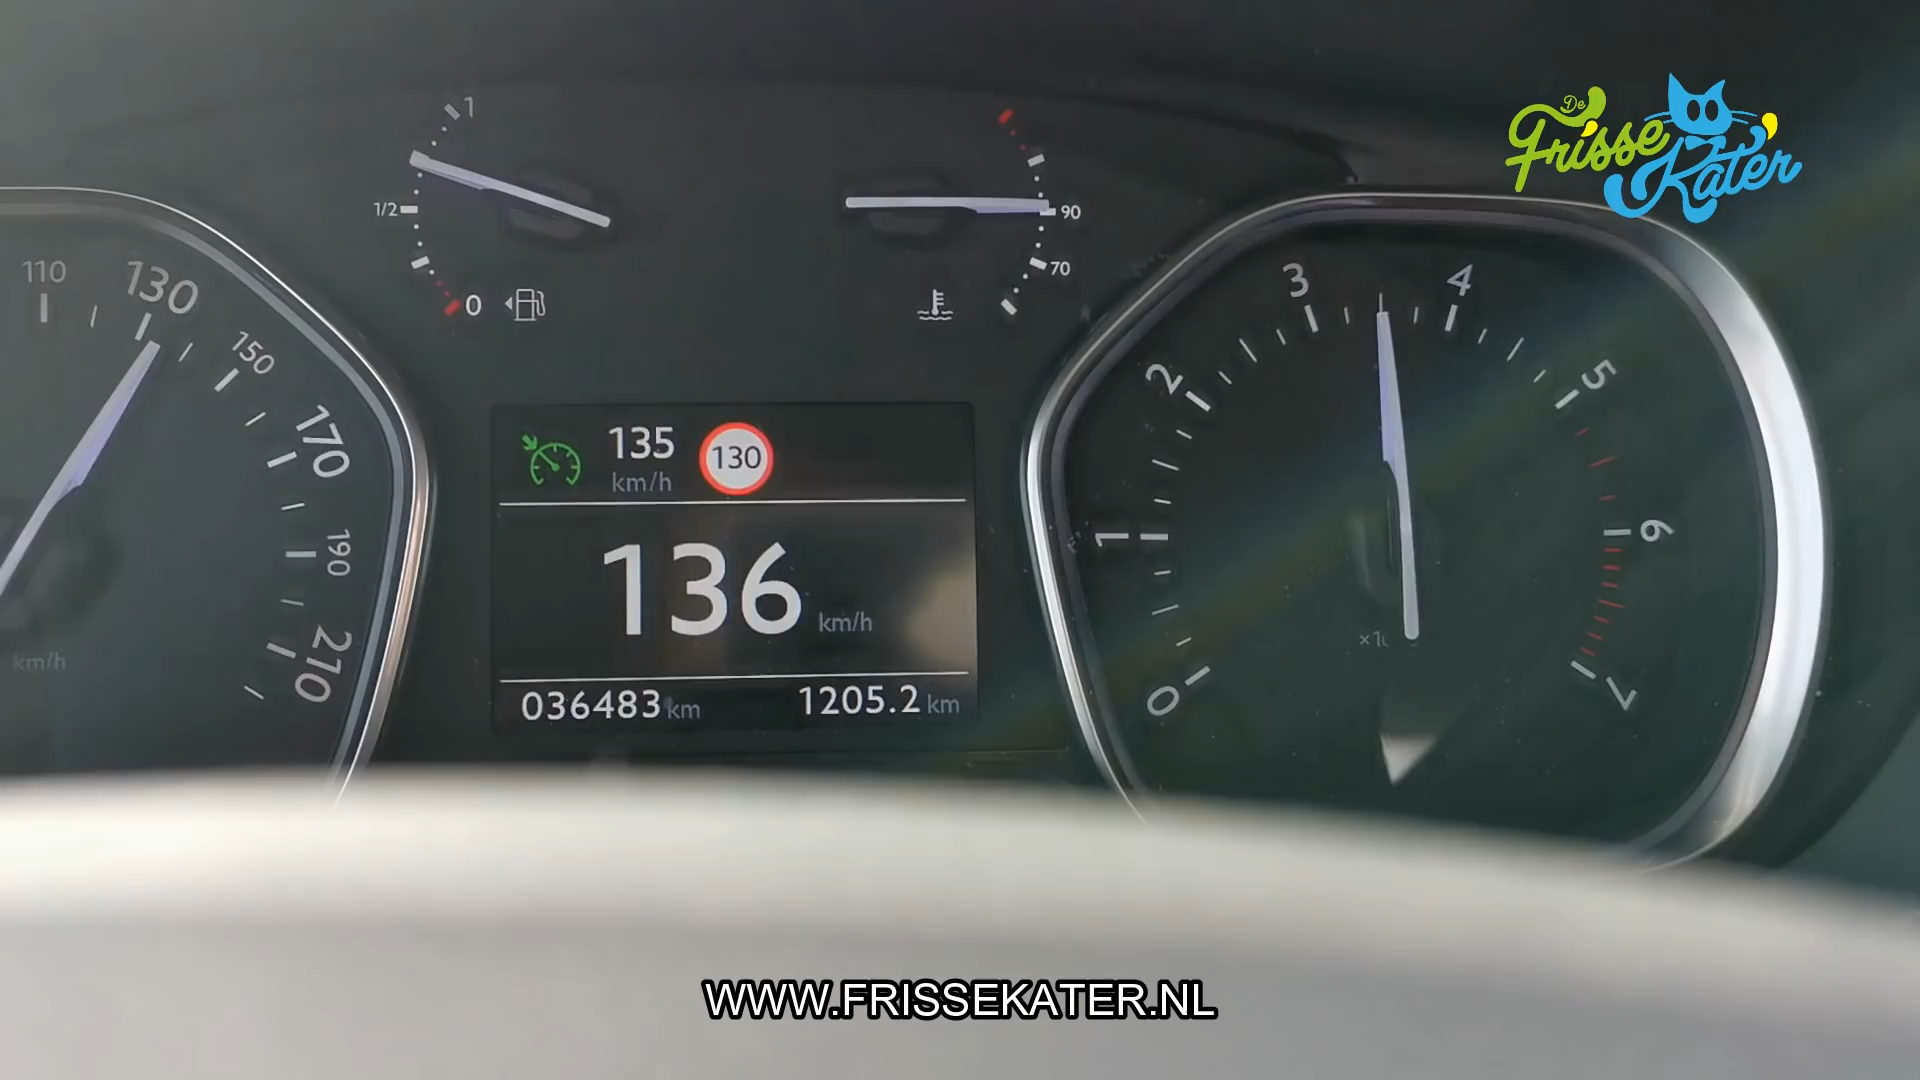 De
Frisse
Kater
1
1/2
0
90
70
110
130
150
170
190
210
km/h
135
km/h
130
136 km/h
036483 km
1205.2 km
0
1
2
3
4
5
6
7
WWW.FRISSEKATER.NL